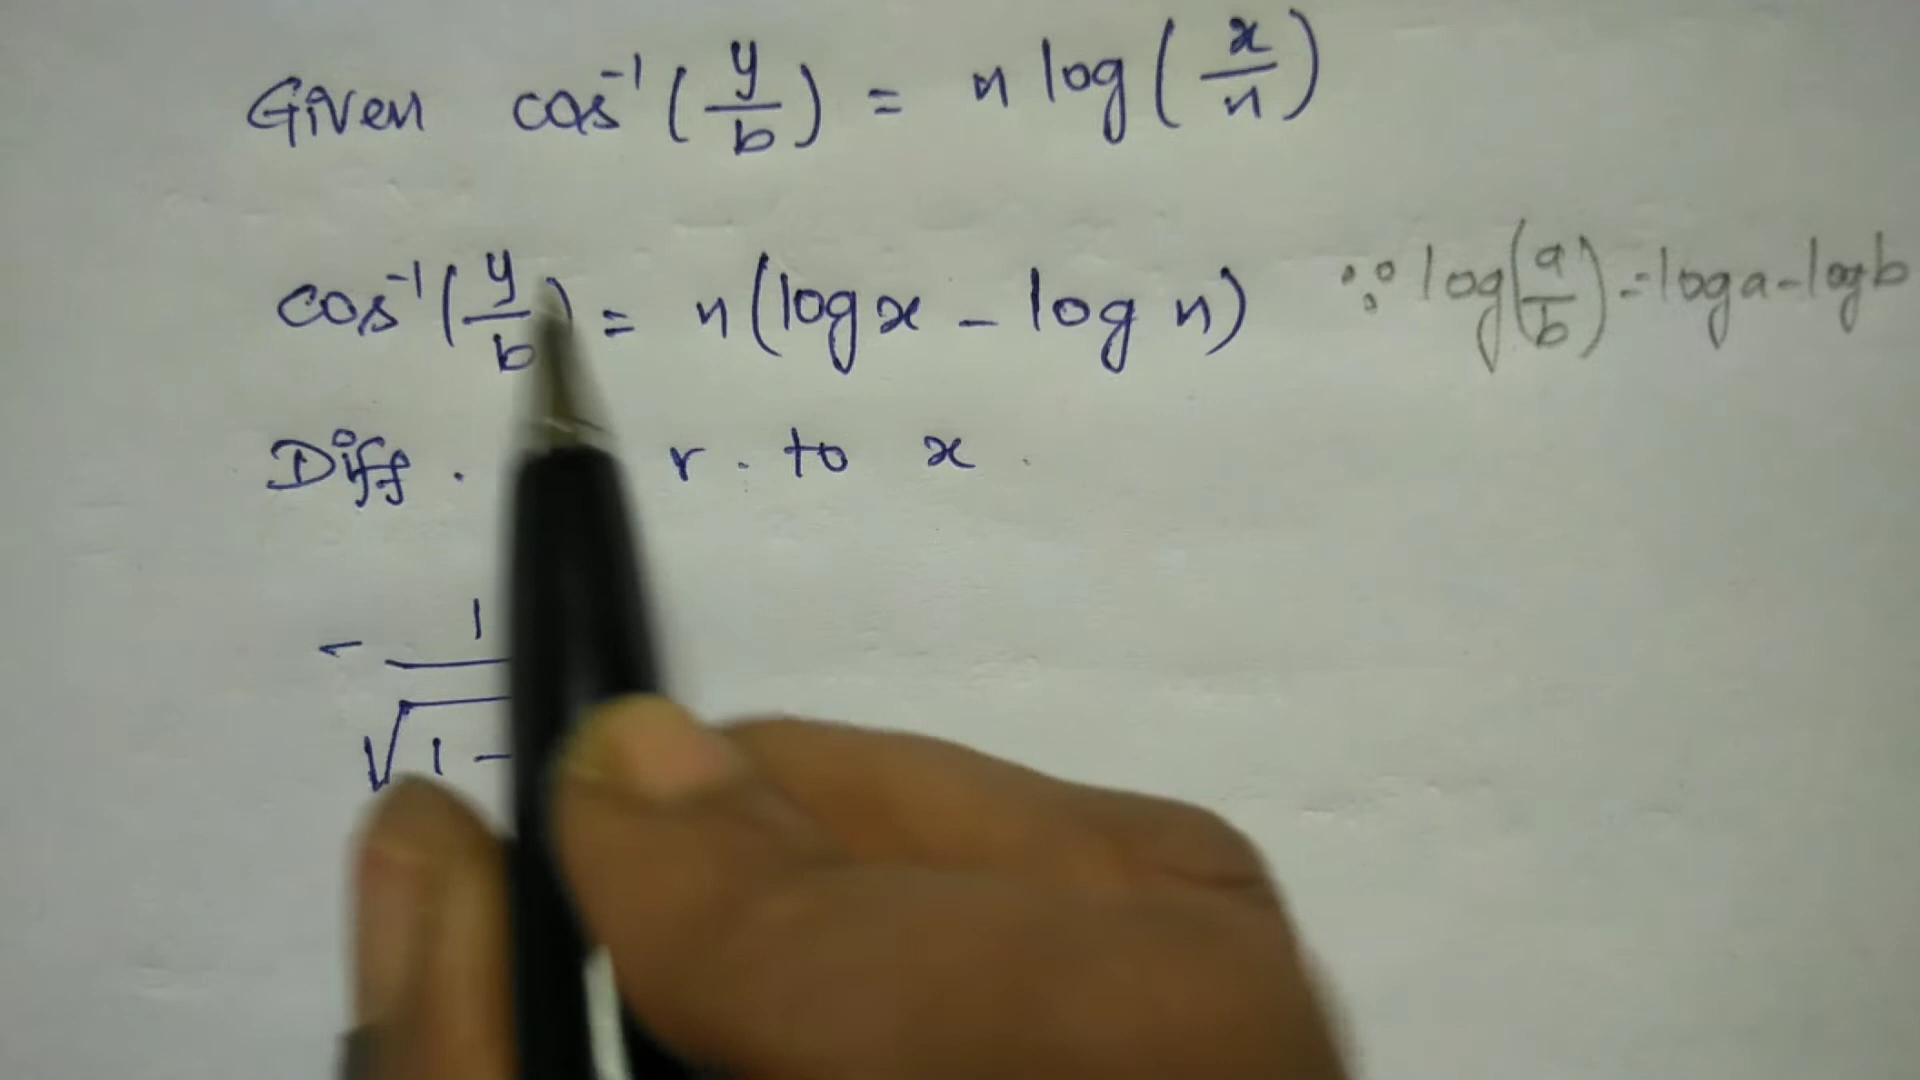 Given cos⁻¹(y/b) = n log(x/n)
cos⁻¹(y/b) = n(log x - log n) ∵ log(a/b) = log a - log b
Diff. r. to x.
- 1
√1 -